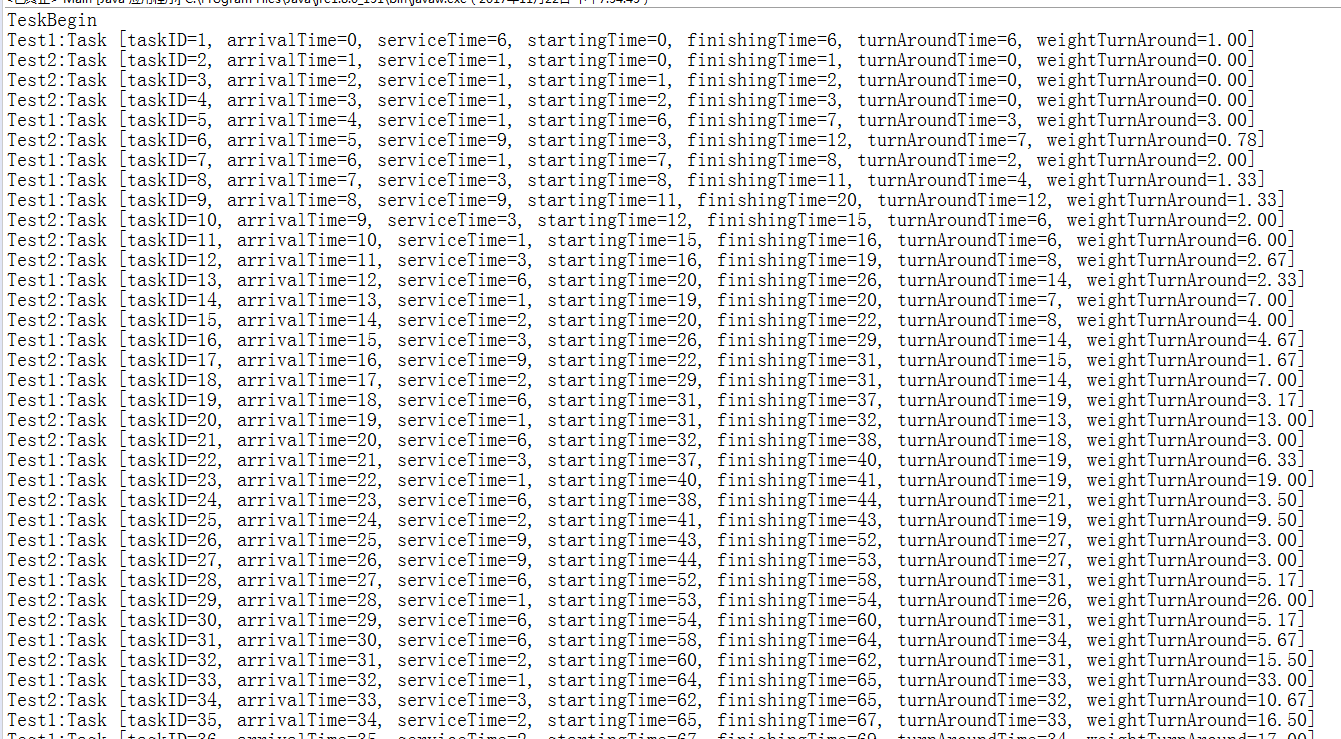 Main [Java 应用程序] C:\Program Files\Java\jre1.8.0_151\bin\javaw.exe ( 2017年11月22日 下午7:54:49 )
TeskBegin
Test1:Task [taskID=1, arrivalTime=0, serviceTime=6, startingTime=0, finishingTime=6, turnAroundTime=6, weightTurnAround=1.00]
Test2:Task [taskID=2, arrivalTime=1, serviceTime=1, startingTime=0, finishingTime=1, turnAroundTime=0, weightTurnAround=0.00]
Test2:Task [taskID=3, arrivalTime=2, serviceTime=1, startingTime=1, finishingTime=2, turnAroundTime=0, weightTurnAround=0.00]
Test2:Task [taskID=4, arrivalTime=3, serviceTime=1, startingTime=2, finishingTime=3, turnAroundTime=0, weightTurnAround=0.00]
Test1:Task [taskID=5, arrivalTime=4, serviceTime=1, startingTime=6, finishingTime=7, turnAroundTime=3, weightTurnAround=3.00]
Test2:Task [taskID=6, arrivalTime=5, serviceTime=9, startingTime=3, finishingTime=12, turnAroundTime=7, weightTurnAround=0.78]
Test1:Task [taskID=7, arrivalTime=6, serviceTime=1, startingTime=7, finishingTime=8, turnAroundTime=2, weightTurnAround=2.00]
Test1:Task [taskID=8, arrivalTime=7, serviceTime=3, startingTime=8, finishingTime=11, turnAroundTime=4, weightTurnAround=1.33]
Test1:Task [taskID=9, arrivalTime=8, serviceTime=9, startingTime=11, finishingTime=20, turnAroundTime=12, weightTurnAround=1.33]
Test2:Task [taskID=10, arrivalTime=9, serviceTime=3, startingTime=12, finishingTime=15, turnAroundTime=6, weightTurnAround=2.00]
Test2:Task [taskID=11, arrivalTime=10, serviceTime=1, startingTime=15, finishingTime=16, turnAroundTime=6, weightTurnAround=6.00]
Test2:Task [taskID=12, arrivalTime=11, serviceTime=3, startingTime=16, finishingTime=19, turnAroundTime=8, weightTurnAround=2.67]
Test1:Task [taskID=13, arrivalTime=12, serviceTime=6, startingTime=20, finishingTime=26, turnAroundTime=14, weightTurnAround=2.33]
Test2:Task [taskID=14, arrivalTime=13, serviceTime=1, startingTime=19, finishingTime=20, turnAroundTime=7, weightTurnAround=7.00]
Test2:Task [taskID=15, arrivalTime=14, serviceTime=2, startingTime=20, finishingTime=22, turnAroundTime=8, weightTurnAround=4.00]
Test1:Task [taskID=16, arrivalTime=15, serviceTime=3, startingTime=26, finishingTime=29, turnAroundTime=14, weightTurnAround=4.67]
Test2:Task [taskID=17, arrivalTime=16, serviceTime=9, startingTime=22, finishingTime=31, turnAroundTime=15, weightTurnAround=1.67]
Test1:Task [taskID=18, arrivalTime=17, serviceTime=2, startingTime=29, finishingTime=31, turnAroundTime=14, weightTurnAround=7.00]
Test1:Task [taskID=19, arrivalTime=18, serviceTime=6, startingTime=31, finishingTime=37, turnAroundTime=19, weightTurnAround=3.17]
Test2:Task [taskID=20, arrivalTime=19, serviceTime=1, startingTime=31, finishingTime=32, turnAroundTime=13, weightTurnAround=13.00]
Test2:Task [taskID=21, arrivalTime=20, serviceTime=6, startingTime=32, finishingTime=38, turnAroundTime=18, weightTurnAround=3.00]
Test1:Task [taskID=22, arrivalTime=21, serviceTime=3, startingTime=37, finishingTime=40, turnAroundTime=19, weightTurnAround=6.33]
Test1:Task [taskID=23, arrivalTime=22, serviceTime=1, startingTime=40, finishingTime=41, turnAroundTime=19, weightTurnAround=19.00]
Test2:Task [taskID=24, arrivalTime=23, serviceTime=6, startingTime=38, finishingTime=44, turnAroundTime=21, weightTurnAround=3.50]
Test1:Task [taskID=25, arrivalTime=24, serviceTime=2, startingTime=41, finishingTime=43, turnAroundTime=19, weightTurnAround=9.50]
Test1:Task [taskID=26, arrivalTime=25, serviceTime=9, startingTime=43, finishingTime=52, turnAroundTime=27, weightTurnAround=3.00]
Test2:Task [taskID=27, arrivalTime=26, serviceTime=9, startingTime=44, finishingTime=53, turnAroundTime=27, weightTurnAround=3.00]
Test1:Task [taskID=28, arrivalTime=27, serviceTime=6, startingTime=52, finishingTime=58, turnAroundTime=31, weightTurnAround=5.17]
Test2:Task [taskID=29, arrivalTime=28, serviceTime=1, startingTime=53, finishingTime=54, turnAroundTime=26, weightTurnAround=26.00]
Test2:Task [taskID=30, arrivalTime=29, serviceTime=6, startingTime=54, finishingTime=60, turnAroundTime=31, weightTurnAround=5.17]
Test1:Task [taskID=31, arrivalTime=30, serviceTime=6, startingTime=58, finishingTime=64, turnAroundTime=34, weightTurnAround=5.67]
Test2:Task [taskID=32, arrivalTime=31, serviceTime=2, startingTime=60, finishingTime=62, turnAroundTime=31, weightTurnAround=15.50]
Test1:Task [taskID=33, arrivalTime=32, serviceTime=1, startingTime=64, finishingTime=65, turnAroundTime=33, weightTurnAround=33.00]
Test2:Task [taskID=34, arrivalTime=33, serviceTime=3, startingTime=62, finishingTime=65, turnAroundTime=32, weightTurnAround=10.67]
Test1:Task [taskID=35, arrivalTime=34, serviceTime=2, startingTime=65, finishingTime=67, turnAroundTime=33, weightTurnAround=16.50]
Test1:Task [taskID=36, arrivalTime=35, serviceTime=2, startingTime=67, finishingTime=69, turnAroundTime=34, weightTurnAround=17.00]